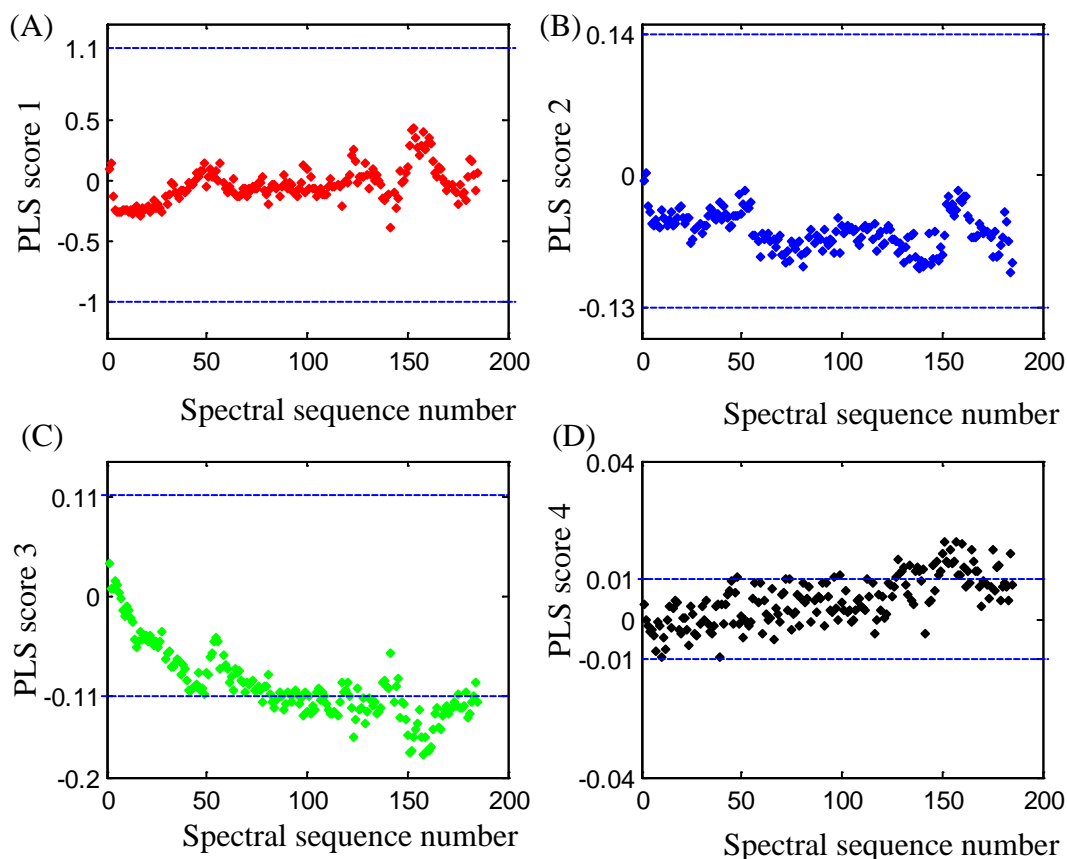 (A)
1.1
0.5
0
-0.5
-1
PLS score 1
0 50 100 150 200
Spectral sequence number
(B)
0.14
0
-0.13
PLS score 2
0 50 100 150 200
Spectral sequence number
(C)
0.11
0
-0.11
-0.2
PLS score 3
0 50 100 150 200
Spectral sequence number
(D)
0.04
0.01
0
-0.01
-0.04
PLS score 4
0 50 100 150 200
Spectral sequence number